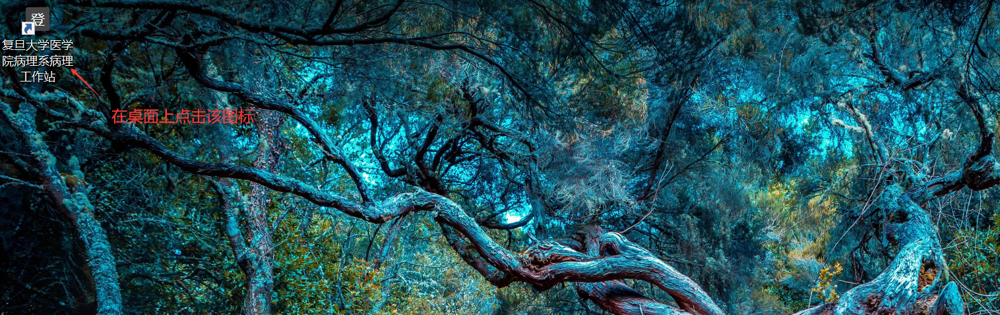 登
复旦大学医学
院病理系病理
工作站
在桌面上点击该图标